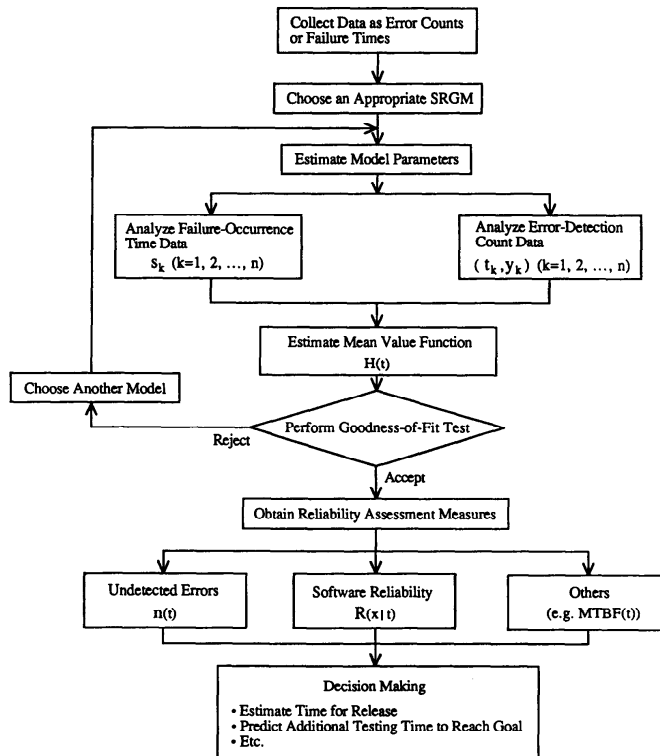 Collect Data as Error Counts
or Failure Times
Choose an Appropriate SRGM
Estimate Model Parameters
Analyze Failure-Occurrence
Time Data
s_k (k=1, 2, ..., n)
Analyze Error-Detection
Count Data
( t_k , y_k ) (k=1, 2, ..., n)
Estimate Mean Value Function
H(t)
Choose Another Model
Perform Goodness-of-Fit Test
Reject
Accept
Obtain Reliability Assessment Measures
Undetected Errors
n(t)
Software Reliability
R(x|t)
Others
(e.g. MTBF(t))
Decision Making
• Estimate Time for Release
• Predict Additional Testing Time to Reach Goal
• Etc.